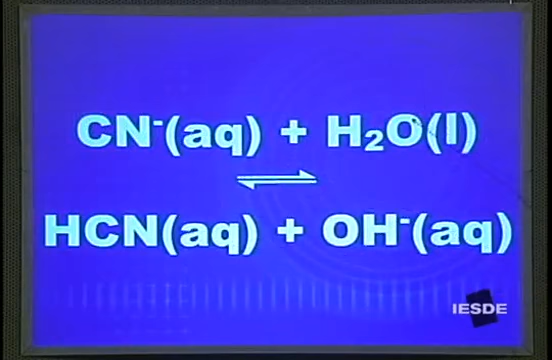 CN⁻(aq) + H₂O(l)
⇌
HCN(aq) + OH⁻(aq)
IESDE